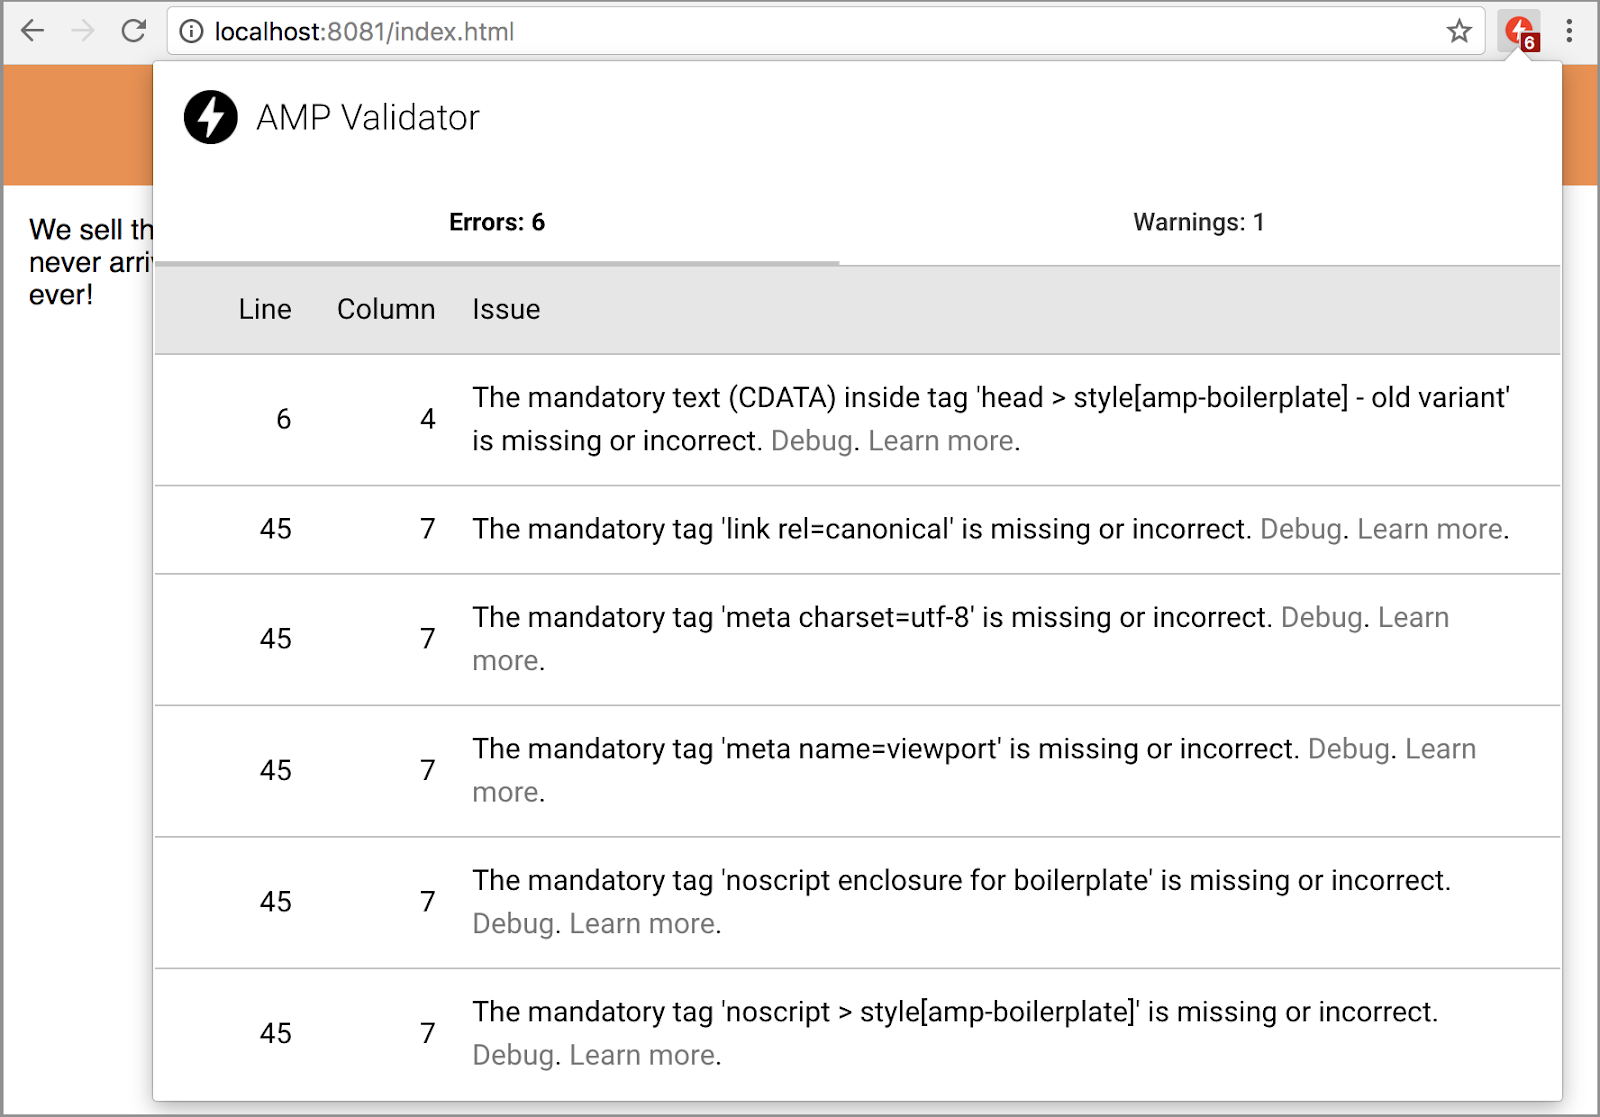 localhost:8081/index.html
6
AMP Validator
Errors: 6 Warnings: 1
We sell th
never arri
ever!
Line Column Issue
6 4 The mandatory text (CDATA) inside tag 'head > style[amp-boilerplate] - old variant'
is missing or incorrect. Debug. Learn more.
45 7 The mandatory tag 'link rel=canonical' is missing or incorrect. Debug. Learn more.
45 7 The mandatory tag 'meta charset=utf-8' is missing or incorrect. Debug. Learn
more.
45 7 The mandatory tag 'meta name=viewport' is missing or incorrect. Debug. Learn
more.
45 7 The mandatory tag 'noscript enclosure for boilerplate' is missing or incorrect.
Debug. Learn more.
45 7 The mandatory tag 'noscript > style[amp-boilerplate]' is missing or incorrect.
Debug. Learn more.